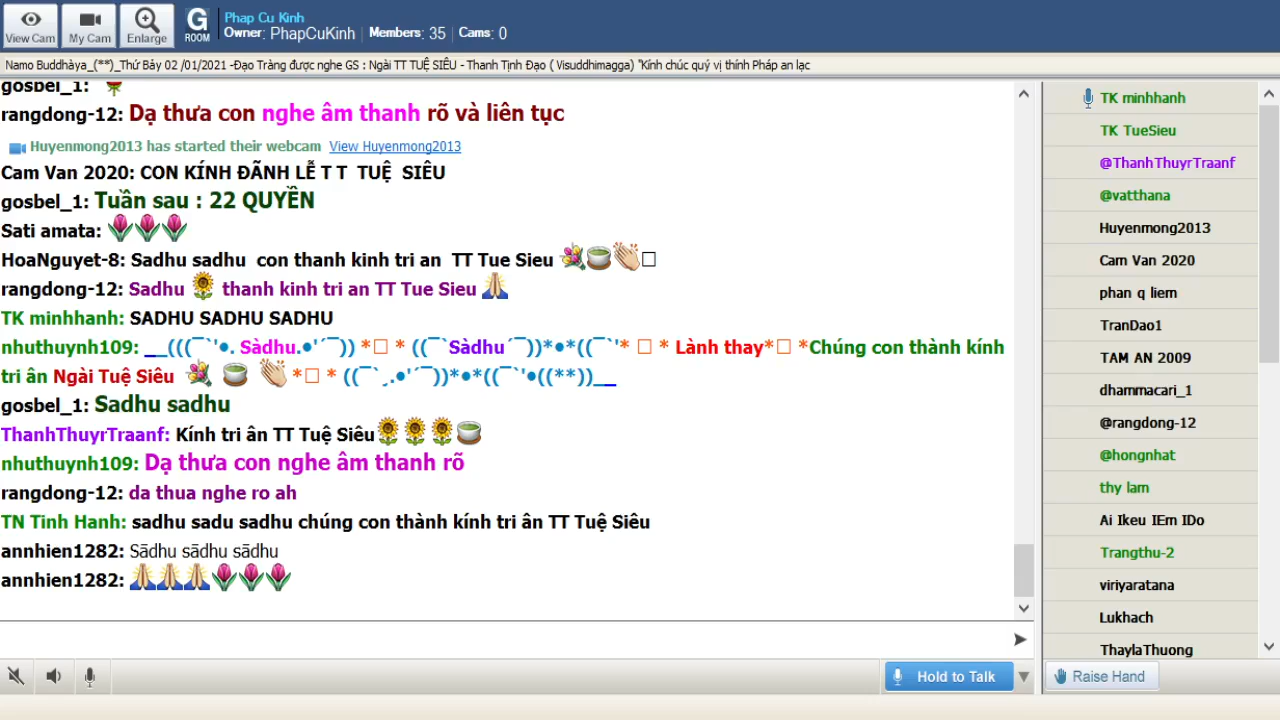 View Cam
My Cam
Enlarge
G
ROOM
Phap Cu Kinh
Owner: PhapCuKinh Members: 35 Cams: 0
Namo Buddhàya_(**)_Thứ Bảy 02 /01/2021 -Đạo Tràng được nghe GS : Ngài TT TUỆ SIÊU - Thanh Tịnh Đạo ( Visuddhimagga) "Kính chúc quý vị thính Pháp an lạc
gosbel_1:
rangdong-12: Dạ thưa con nghe âm thanh rõ và liên tục
Huyenmong2013 has started their webcam View Huyenmong2013
Cam Van 2020: CON KÍNH ĐÃNH LỄ T T TUỆ SIÊU
gosbel_1: Tuần sau : 22 QUYỀN
Sati amata: 🌷🌷🌷
HoaNguyet-8: Sadhu sadhu con thanh kinh tri an TT Tue Sieu 💐🍵👏□
rangdong-12: Sadhu 🌻 thanh kinh tri an TT Tue Sieu 🙏
TK minhhanh: SADHU SADHU SADHU
nhuthuynh109: __(((¯`'•. Sàdhu.•'´¯)) *□ * ((¯`Sàdhu´¯))*•*((¯`'* □ * Lành thay*□ *Chúng con thành kính
tri ân Ngài Tuệ Siêu 💐 🍵 👏 *□ * ((¯`¸.•'´¯))*•*((¯`'•((**))__
gosbel_1: Sadhu sadhu
ThanhThuyrTraanf: Kính tri ân TT Tuệ Siêu🌻🌻🌻🍵
nhuthuynh109: Dạ thưa con nghe âm thanh rõ
rangdong-12: da thua nghe ro ah
TN Tinh Hanh: sadhu sadu sadhu chúng con thành kính tri ân TT Tuệ Siêu
annhien1282: Sādhu sādhu sādhu
annhien1282: 🙏🙏🙏🌷🌷🌷
Hold to Talk
TK minhhanh
TK TueSieu
@ThanhThuyrTraanf
@vatthana
Huyenmong2013
Cam Van 2020
phan q liem
TranDao1
TAM AN 2009
dhammacari_1
@rangdong-12
@hongnhat
thy lam
Ai Ikeu IEm IDo
Trangthu-2
viriyaratana
Lukhach
ThaylaThuong
Raise Hand